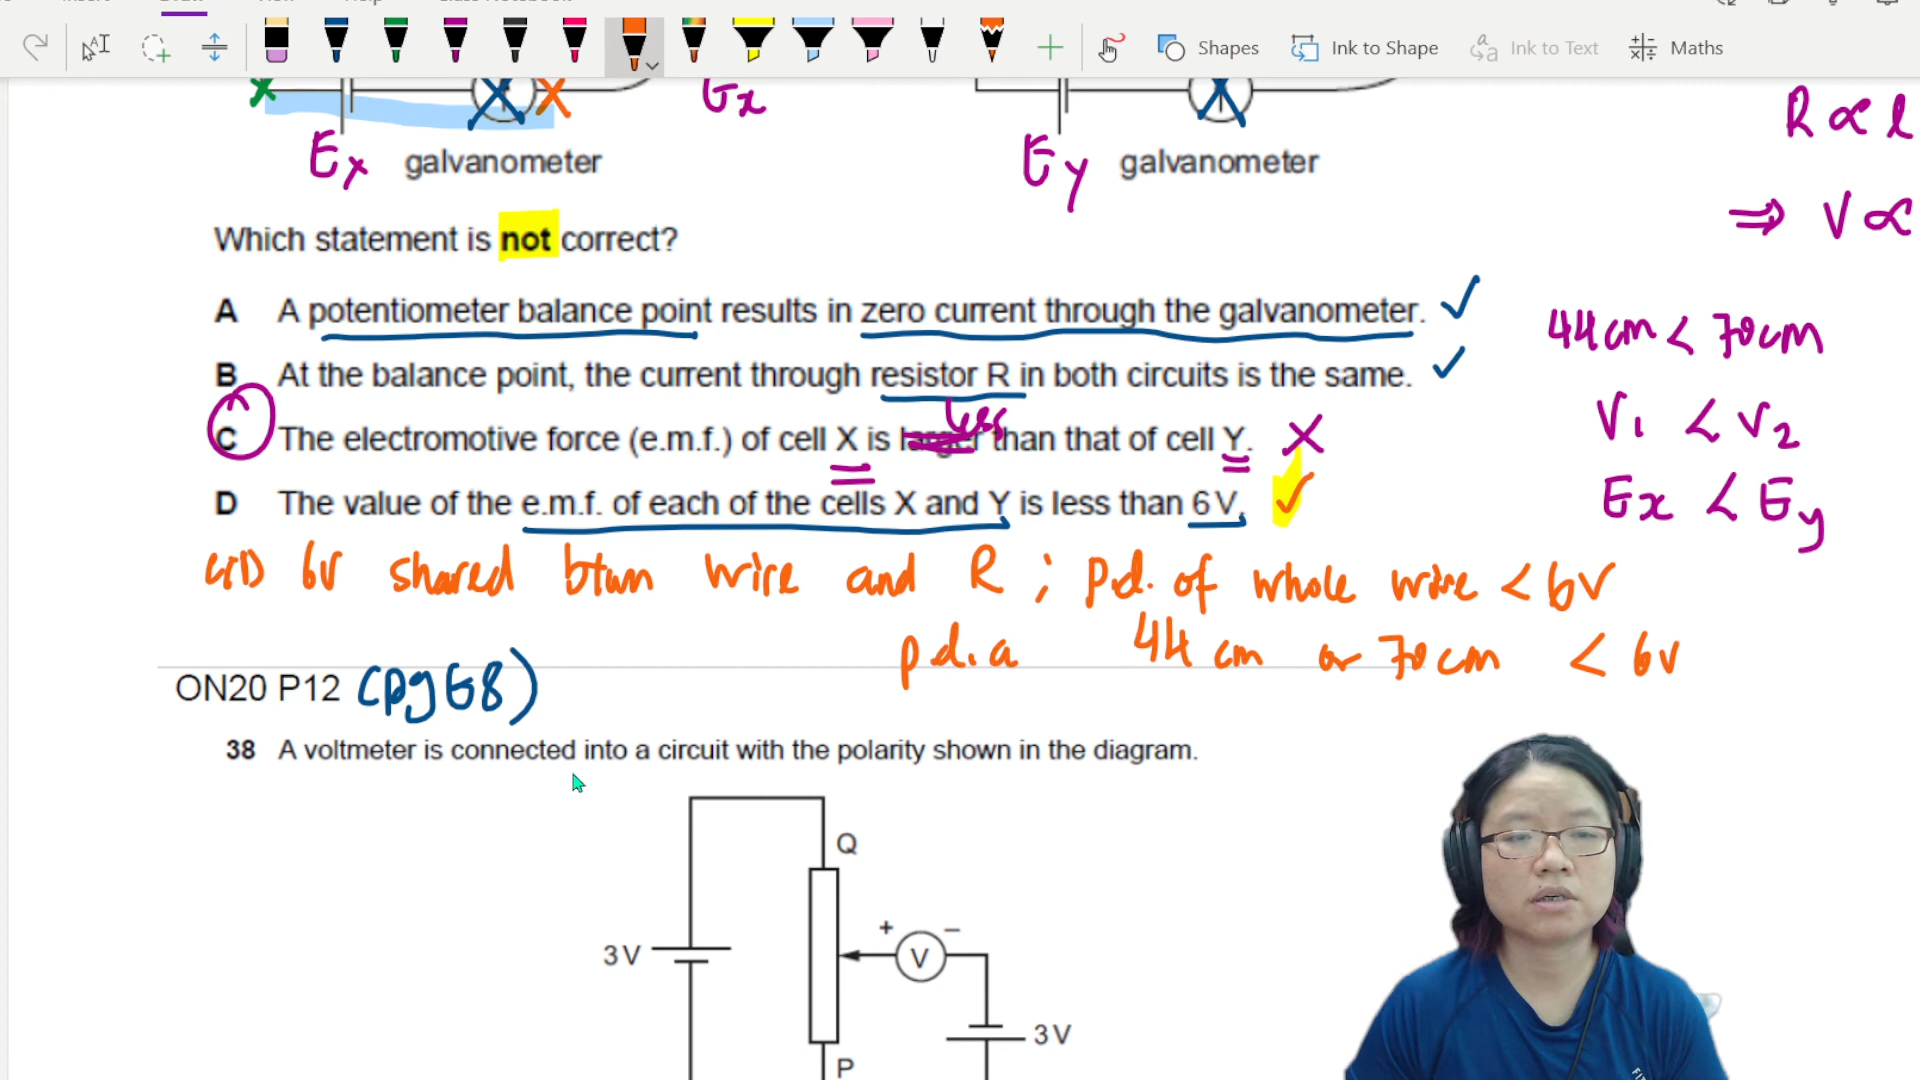 Shapes Ink to Shape Ink to Text Maths
Ex
R ∝ l
Ex galvanometer
Ey galvanometer
⇒ V ∝
Which statement is not correct?
A A potentiometer balance point results in zero current through the galvanometer.
44 cm < 70 cm
B At the balance point, the current through resistor R in both circuits is the same.
less
V1 < V2
C The electromotive force (e.m.f.) of cell X is larger than that of cell Y.
Ex < Ey
D The value of the e.m.f. of each of the cells X and Y is less than 6 V.
6V shared btwn wire and R ; p.d. of whole wire < 6V
p.d. a 44 cm or 70 cm < 6V
ON20 P12 (pg 68)
38 A voltmeter is connected into a circuit with the polarity shown in the diagram.
Q
+ −
3 V
V
3 V
P